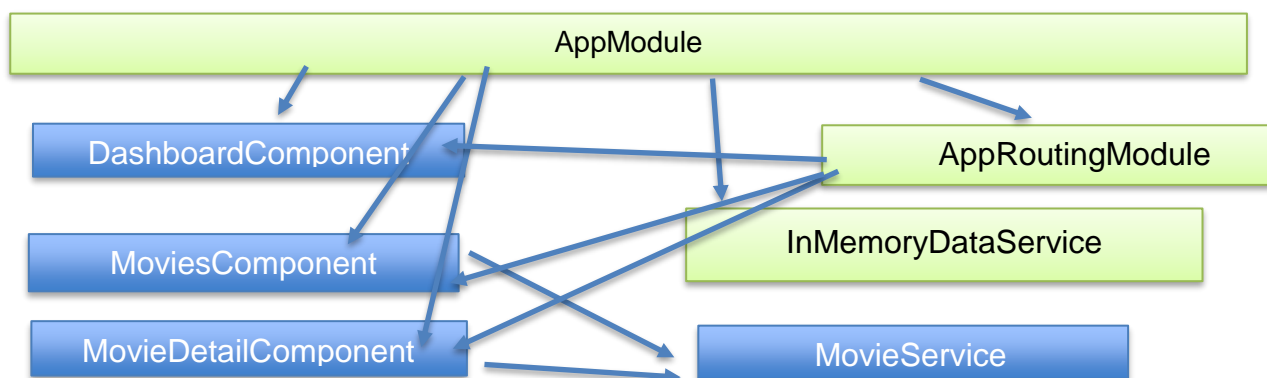 AppModule
DashboardComponent
AppRoutingModule
InMemoryDataService
MoviesComponent
MovieDetailComponent
MovieService